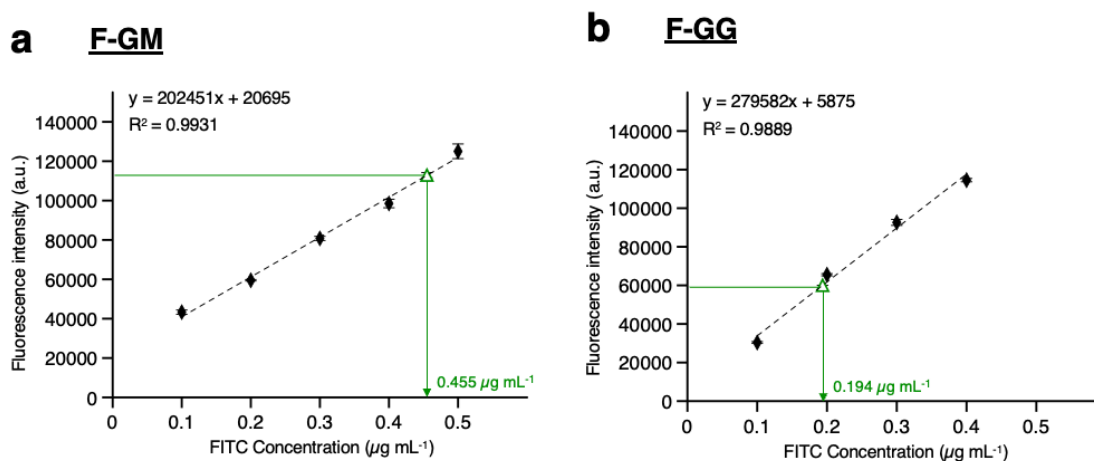 a F-GM
y = 202451x + 20695
R² = 0.9931
Fluorescence intensity (a.u.)
140000
120000
100000
80000
60000
40000
20000
0
0.455 µg mL⁻¹
0 0.1 0.2 0.3 0.4 0.5
FITC Concentration (µg mL⁻¹)
b F-GG
y = 279582x + 5875
R² = 0.9889
Fluorescence intensity (a.u.)
140000
120000
100000
80000
60000
40000
20000
0
0.194 µg mL⁻¹
0 0.1 0.2 0.3 0.4 0.5
FITC Concentration (µg mL⁻¹)